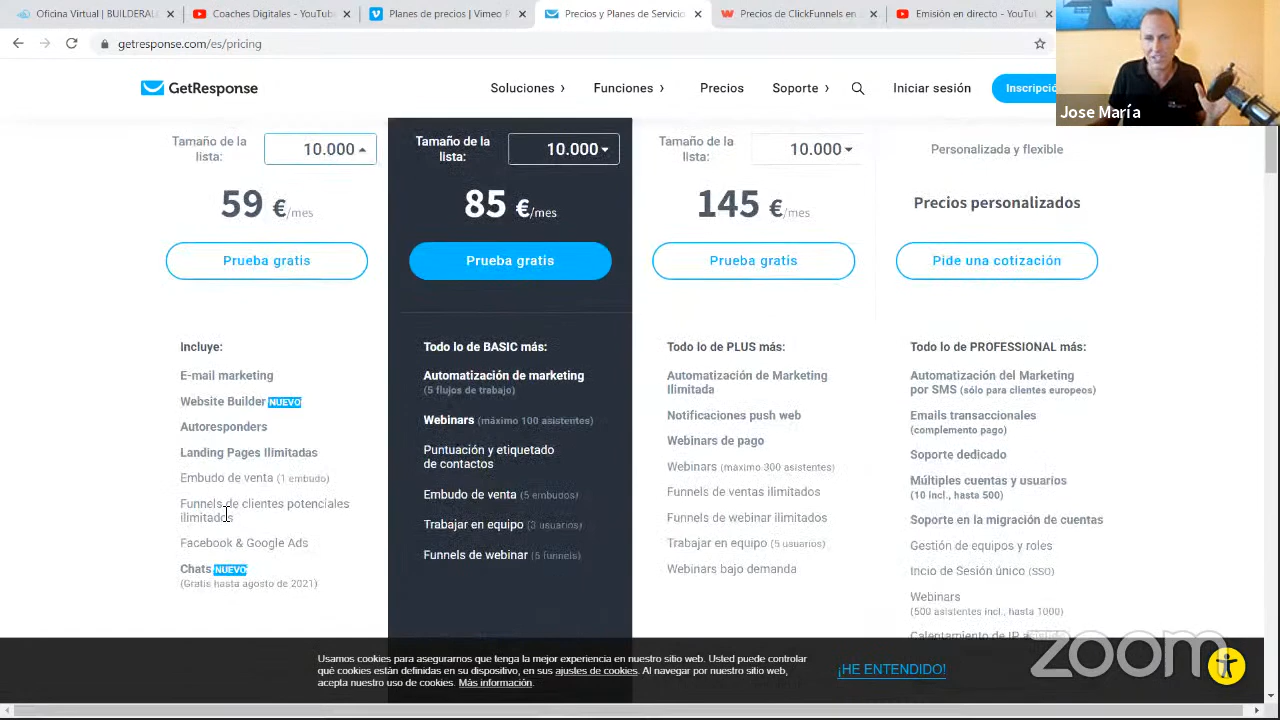 Oficina Virtual | BUILDERAL
Coaches Digitales - YouTube
Planes de precios | Vimeo P
Precios y Planes de Servicio
Precios de ClickFunnels en
Emisión en directo - YouTube
getresponse.com/es/pricing
GetResponse
Soluciones
Funciones
Precios
Soporte
Iniciar sesión
Inscripció
Jose María
Tamaño de la
lista:
10.000
Tamaño de la
lista:
10.000
Tamaño de la
lista:
10.000
Personalizada y flexible
59 €/mes
85 €/mes
145 €/mes
Precios personalizados
Prueba gratis
Prueba gratis
Prueba gratis
Pide una cotización
Incluye:
E-mail marketing
Website Builder NUEVO
Autoresponders
Landing Pages Ilimitadas
Embudo de venta (1 embudo)
Funnels de clientes potenciales
ilimitados
Facebook & Google Ads
Chats NUEVO
(Gratis hasta agosto de 2021)
Todo lo de BASIC más:
Automatización de marketing
(5 flujos de trabajo)
Webinars (máximo 100 asistentes)
Puntuación y etiquetado
de contactos
Embudo de venta (5 embudos)
Trabajar en equipo (3 usuarios)
Funnels de webinar (5 funnels)
Todo lo de PLUS más:
Automatización de Marketing
Ilimitada
Notificaciones push web
Webinars de pago
Webinars (máximo 300 asistentes)
Funnels de ventas ilimitados
Funnels de webinar ilimitados
Trabajar en equipo (5 usuarios)
Webinars bajo demanda
Todo lo de PROFESSIONAL más:
Automatización del Marketing
por SMS (sólo para clientes europeos)
Emails transaccionales
(complemento pago)
Soporte dedicado
Múltiples cuentas y usuarios
(10 incl., hasta 500)
Soporte en la migración de cuentas
Gestión de equipos y roles
Incio de Sesión único (SSO)
Webinars
(500 asistentes incl., hasta 1000)
Calentamiento de IP
Usamos cookies para asegurarnos que tenga la mejor experiencia en nuestro sitio web. Usted puede controlar
qué cookies están definidas en su dispositivo, en sus ajustes de cookies. Al navegar por nuestro sitio web,
acepta nuestro uso de cookies. Más información.
¡HE ENTENDIDO!
zoom